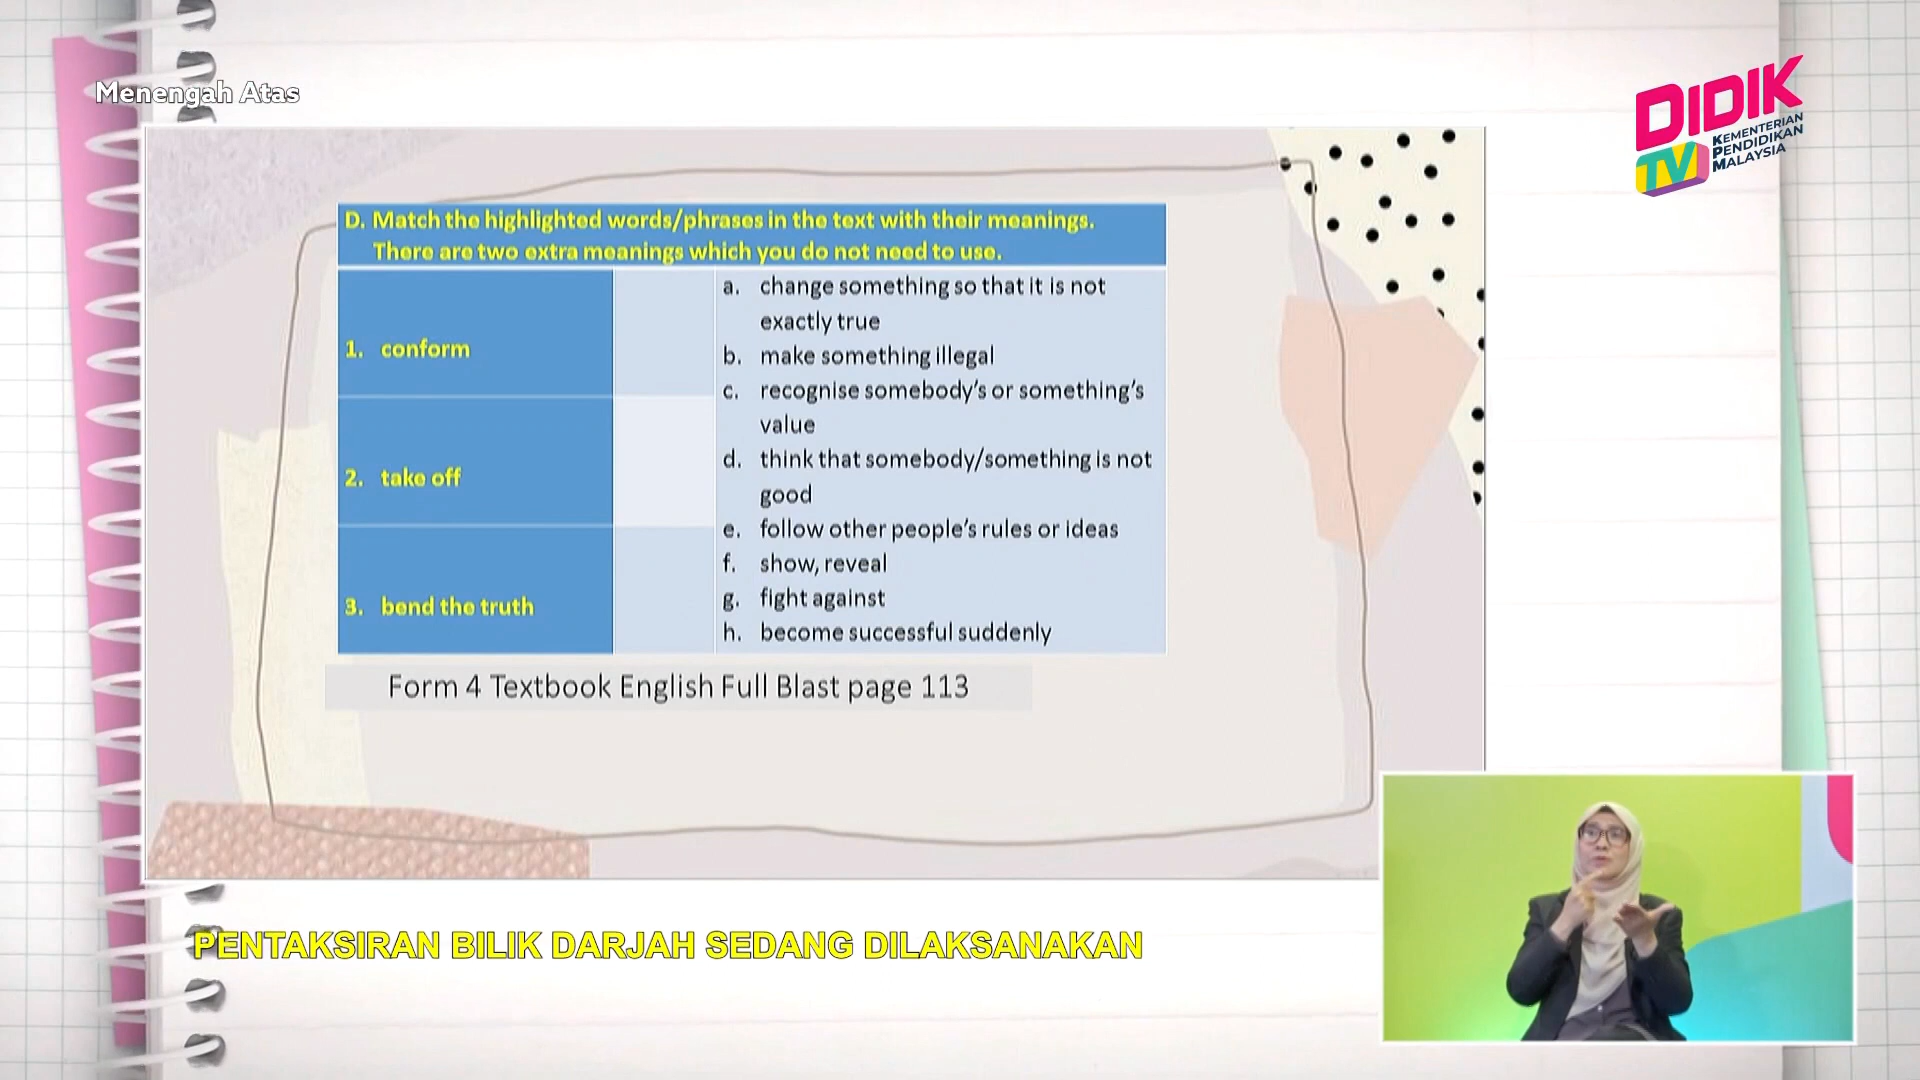 Menengah Atas
DIDIK
TV
KEMENTERIAN
PENDIDIKAN
MALAYSIA
D. Match the highlighted words/phrases in the text with their meanings.
There are two extra meanings which you do not need to use.
1. conform
2. take off
3. bend the truth
a. change something so that it is not
exactly true
b. make something illegal
c. recognise somebody's or something's
value
d. think that somebody/something is not
good
e. follow other people's rules or ideas
f. show, reveal
g. fight against
h. become successful suddenly
Form 4 Textbook English Full Blast page 113
PENTAKSIRAN BILIK DARJAH SEDANG DILAKSANAKAN